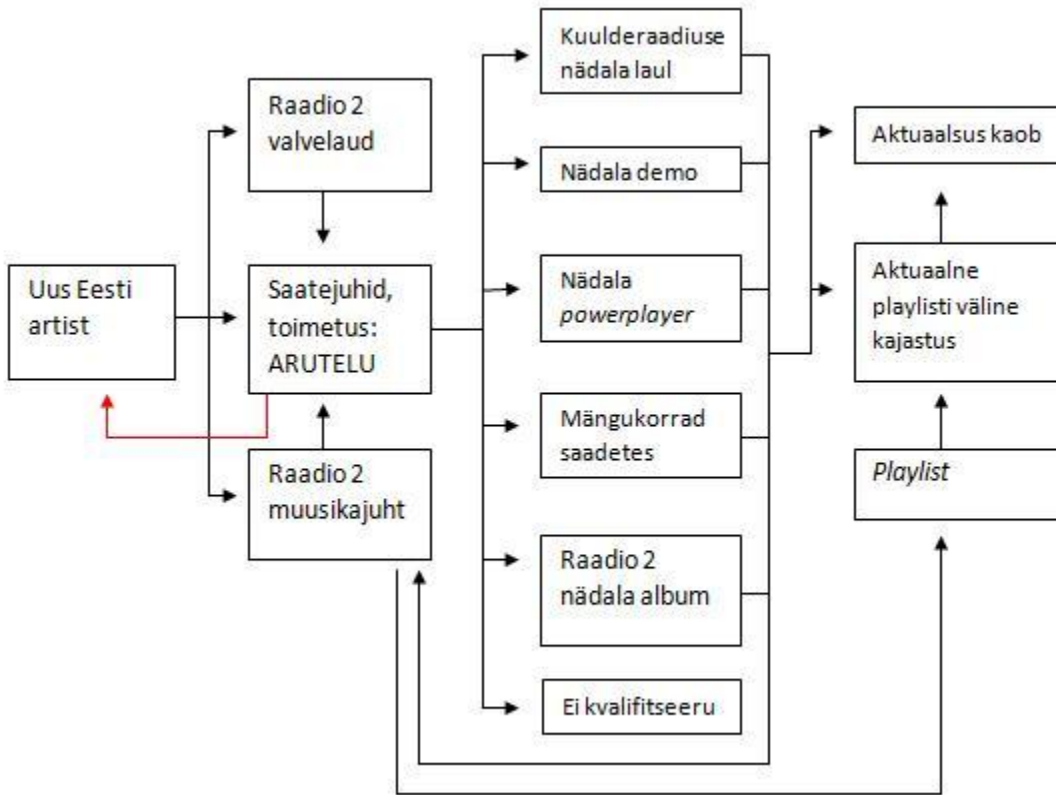 Uus Eesti
artist
Raadio 2
valvelaud
Saatejuhid,
toimetus:
ARUTELU
Raadio 2
muusikajuht
Kuulderaadiuse
nädala laul
Nädala demo
Nädala
powerplayer
Mängukorrad
saadetes
Raadio 2
nädala album
Ei kvalifitseeru
Aktuaalsus kaob
Aktuaalne
playlisti väline
kajastus
Playlist